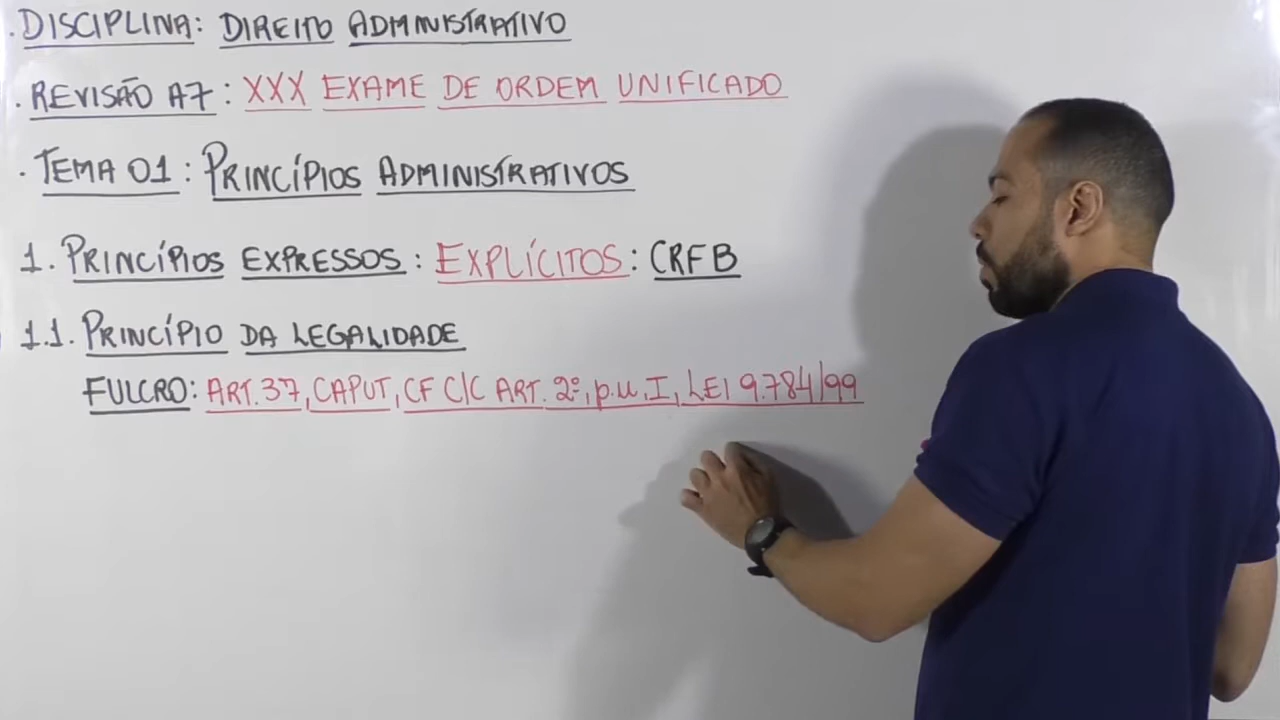 . DISCIPLINA: DIREITO ADMINISTRATIVO
. REVISÃO A7: XXX EXAME DE ORDEM UNIFICADO
. TEMA 01: PRINCÍPIOS ADMINISTRATIVOS
1. PRINCÍPIOS EXPRESSOS: EXPLÍCITOS: CRFB
1.1. PRINCÍPIO DA LEGALIDADE
FULCRO: ART. 37, CAPUT, CF C/C ART. 2º, p.u, I, LEI 9.784/99